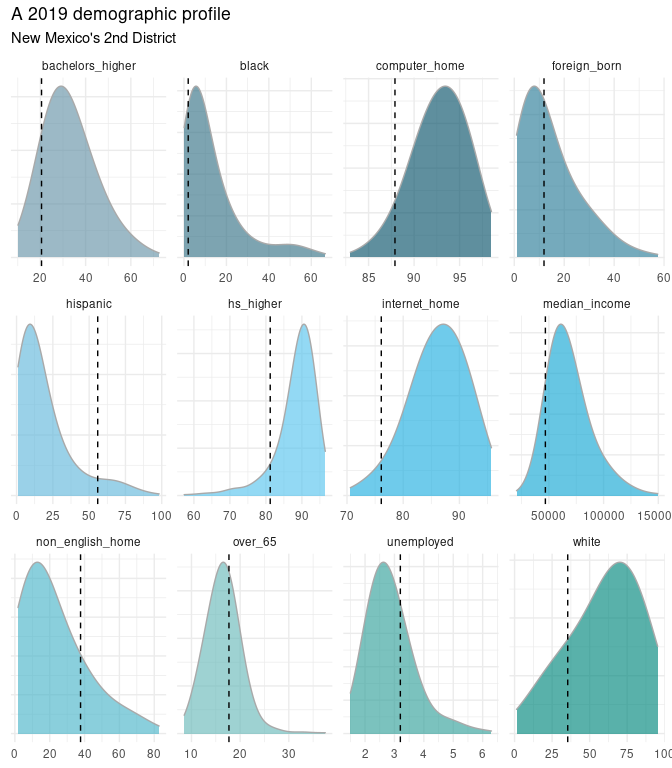 A 2019 demographic profile
New Mexico's 2nd District
bachelors_higher black computer_home foreign_born
20 40 60 0 20 40 60 85 90 95 0 20 40 60
hispanic hs_higher internet_home median_income
0 25 50 75 100 60 70 80 90 70 80 90 50000 100000 15000
non_english_home over_65 unemployed white
0 20 40 60 80 10 20 30 2 3 4 5 6 0 25 50 75 100